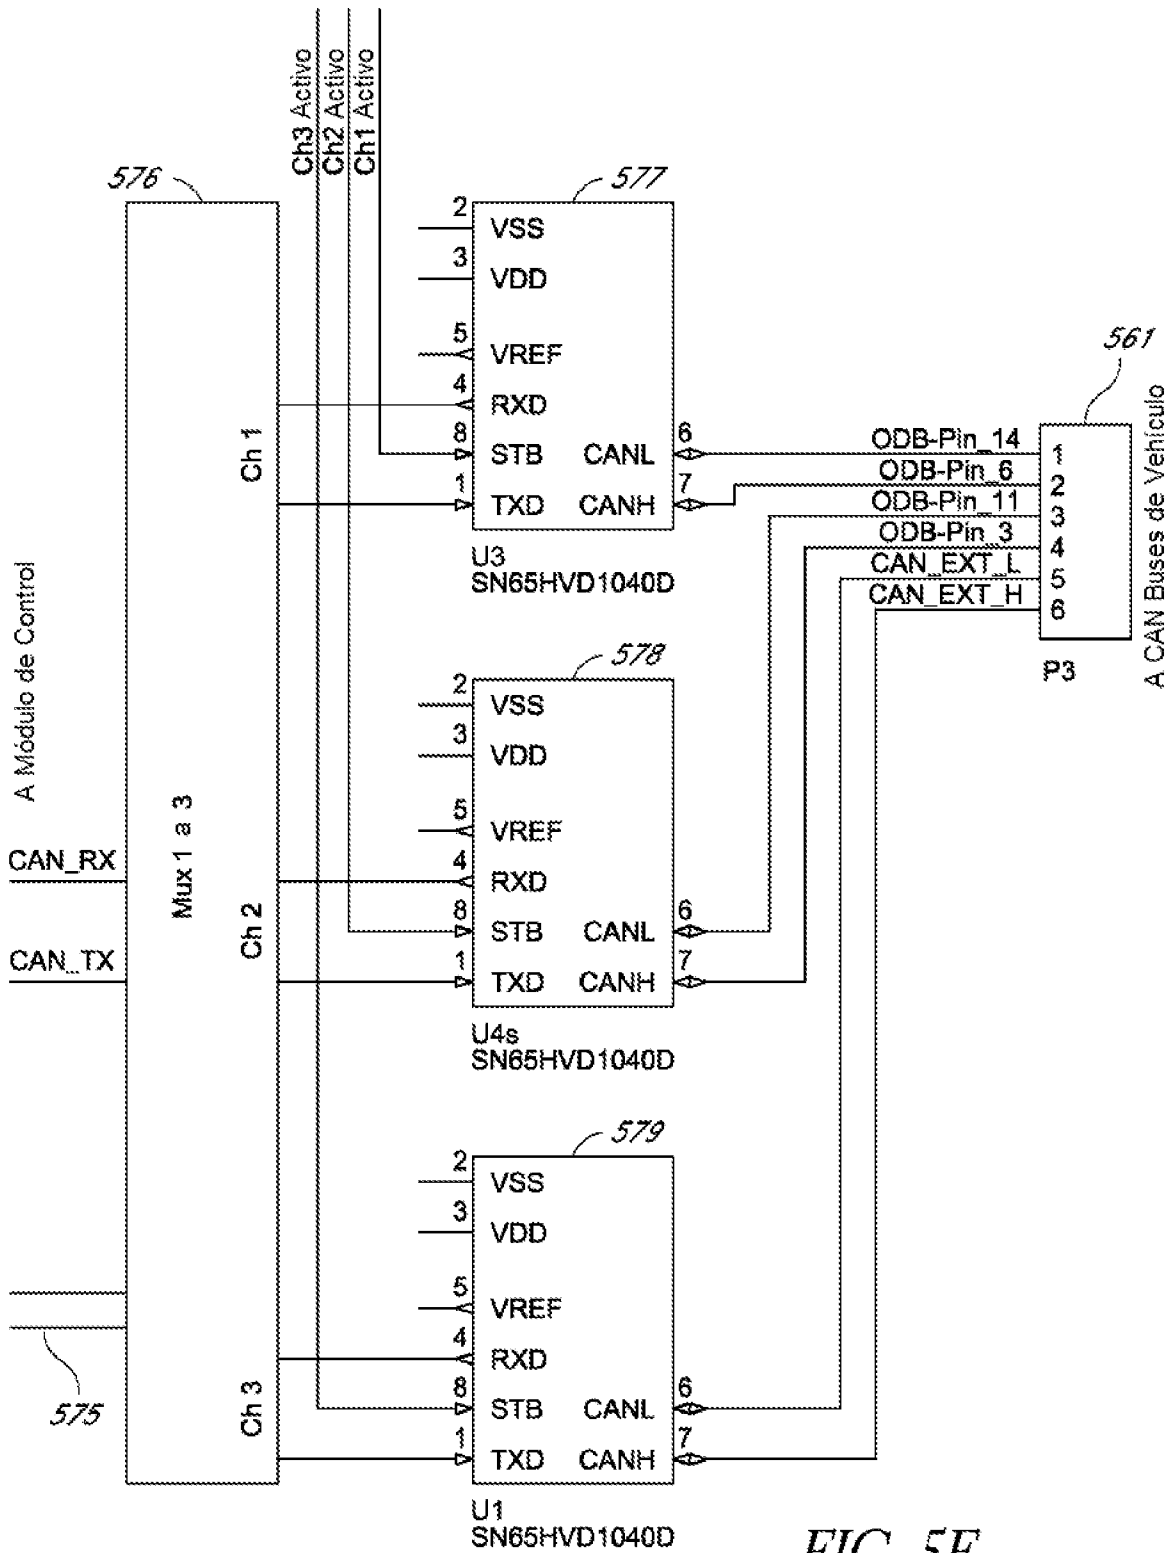 Ch3 Activo
Ch2 Activo
Ch1 Activo
576
577
2
VSS
3
VDD
5
VREF
4
RXD
8
STB
CANL
6
1
TXD
CANH
7
U3
SN65HVD1040D
Ch 1
561
ODB-Pin_14
1
ODB-Pin_6
2
ODB-Pin_11
3
ODB-Pin_3
4
CAN_EXT_L
5
CAN_EXT_H
6
P3
A CAN Buses de Vehículo
A Módulo de Control
CAN_RX
CAN_TX
Mux 1 a 3
578
2
VSS
3
VDD
5
VREF
4
RXD
8
STB
CANL
6
1
TXD
CANH
7
U4s
SN65HVD1040D
Ch 2
579
2
VSS
3
VDD
5
VREF
4
RXD
8
STB
CANL
6
1
TXD
CANH
7
U1
SN65HVD1040D
Ch 3
575